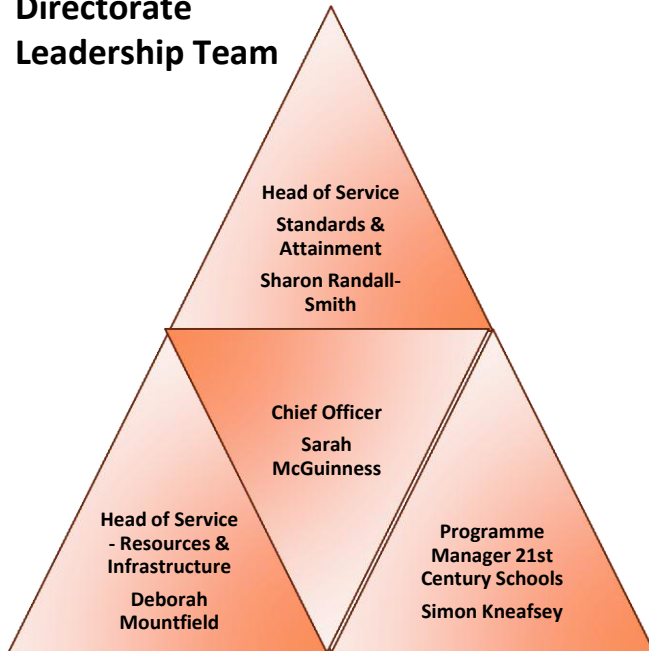 Directorate
Leadership Team
Head of Service
Standards &
Attainment
Sharon Randall-
Smith
Chief Officer
Sarah
McGuinness
Head of Service
- Resources &
Infrastructure
Deborah
Mountfield
Programme
Manager 21st
Century Schools
Simon Kneafsey